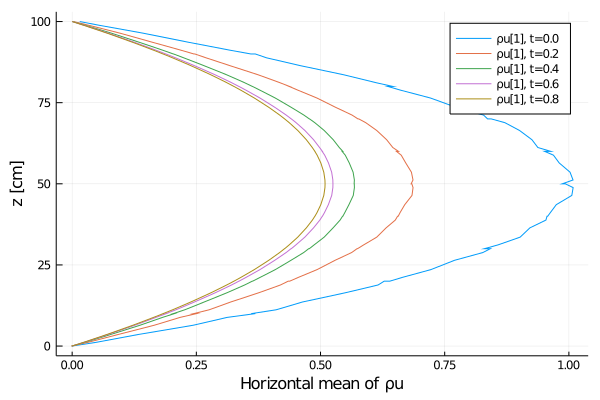 100
75
50
25
0
z [cm]
ρu[1], t=0.0
ρu[1], t=0.2
ρu[1], t=0.4
ρu[1], t=0.6
ρu[1], t=0.8
0.00 0.25 0.50 0.75 1.00
Horizontal mean of ρu